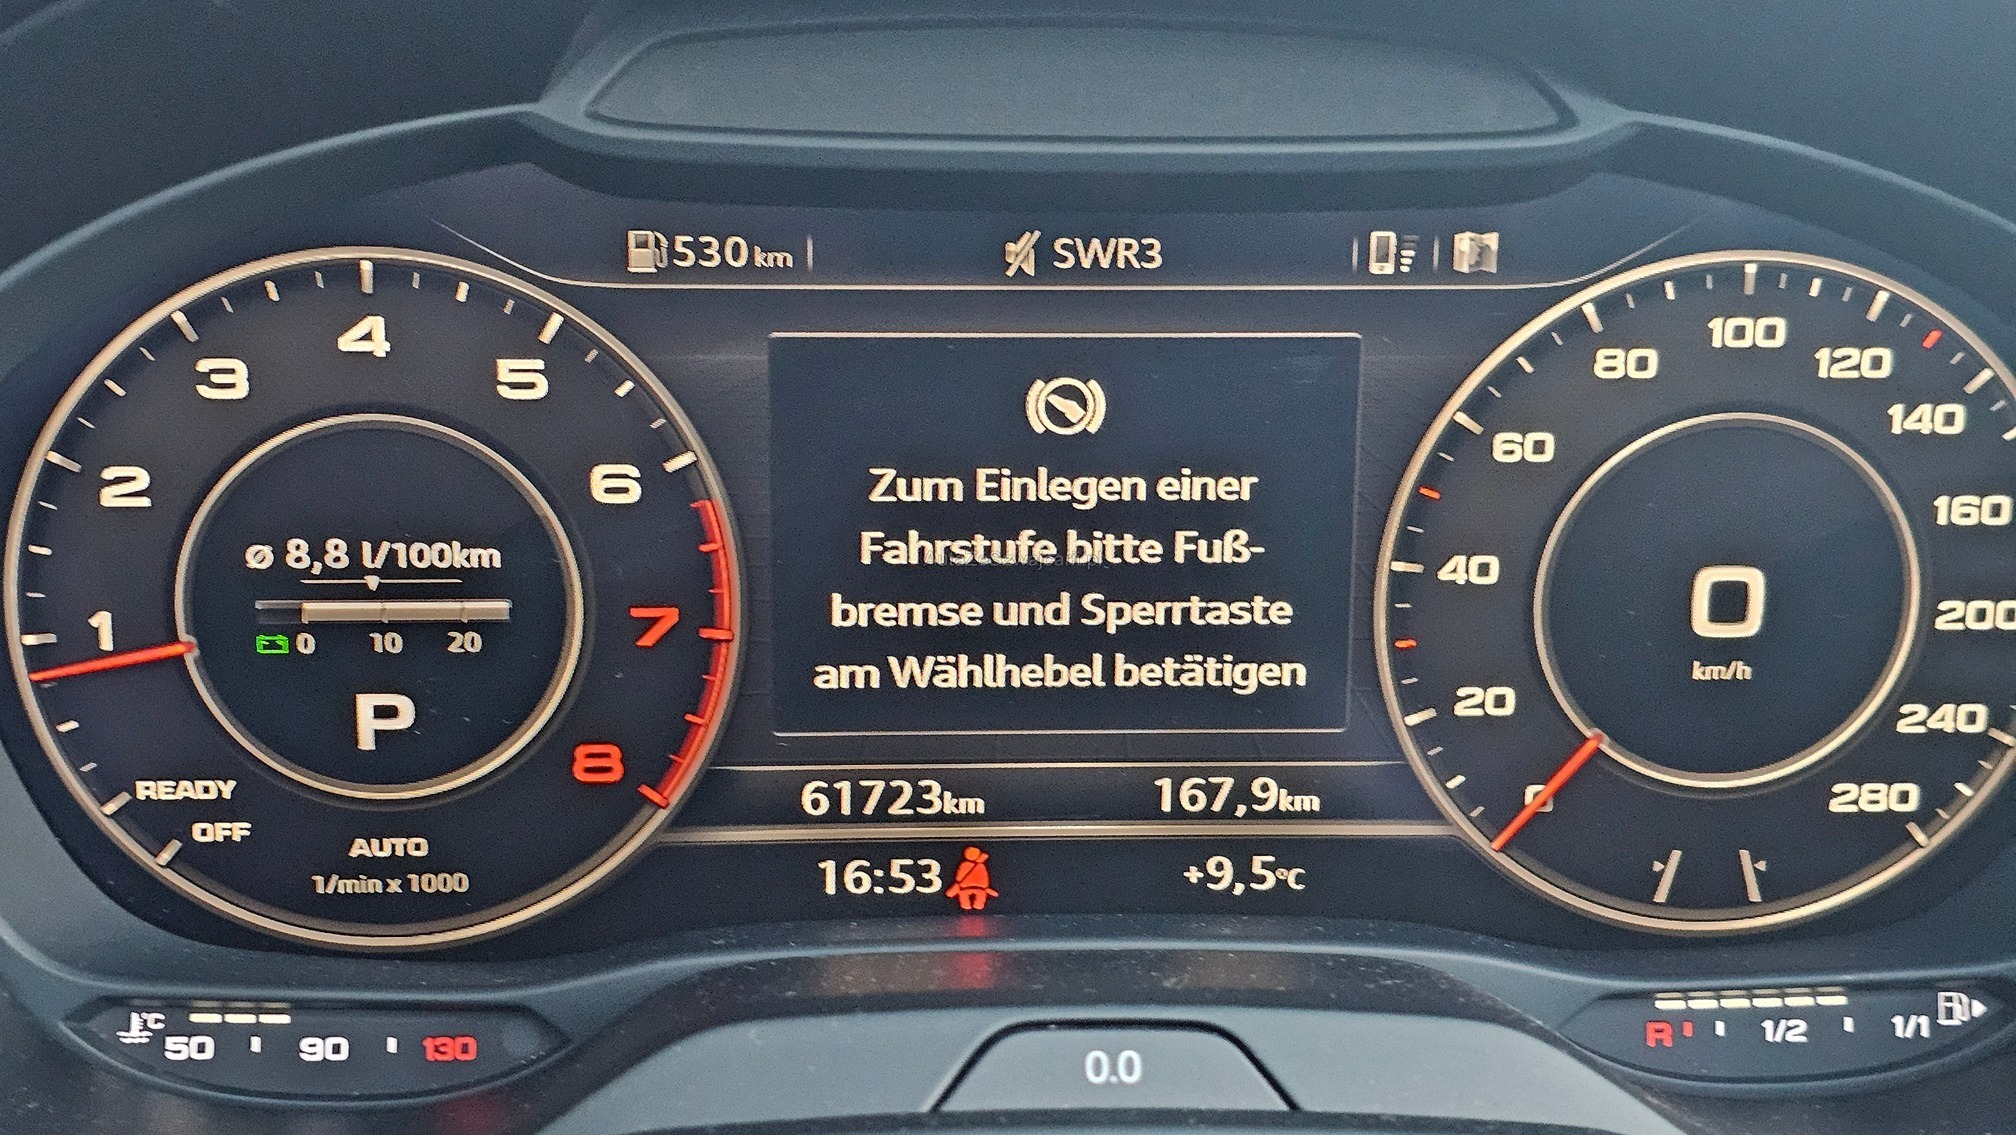 530 km
SWR3
4
3
5
2
6
1
7
8
ø 8,8 l/100km
0 10 20
P
READY
OFF
AUTO
1/min x 1000
Zum Einlegen einer
Fahrstufe bitte Fuß-
bremse und Sperrtaste
am Wählhebel betätigen
61723km
167,9km
16:53
+9,5°C
100
80
120
60
140
40
160
20
200
0
240
280
0
km/h
°C
50 90 130
R 1/2 1/1
0.0